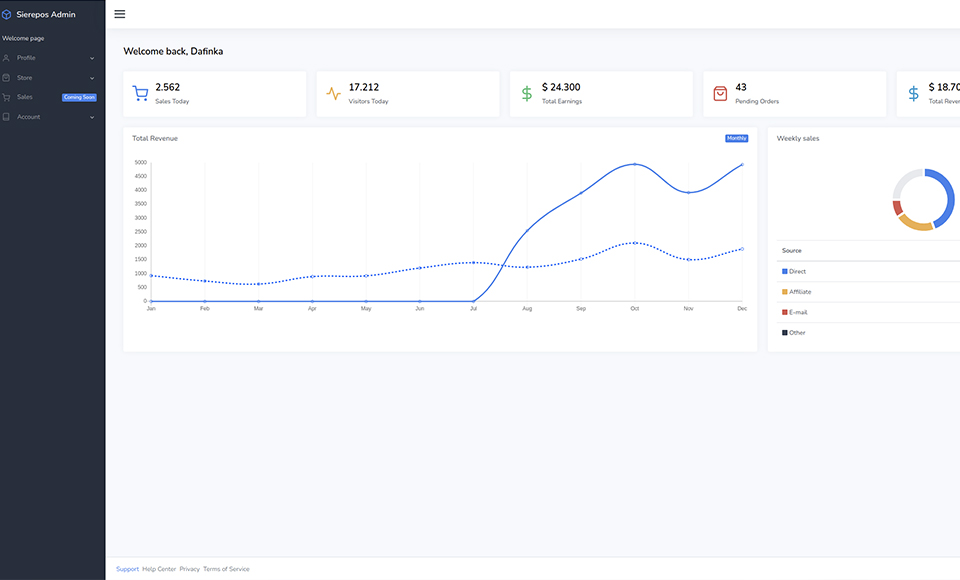 Sierepos Admin
Welcome page
Profile
Store
Sales Coming Soon
Account
Welcome back, Dafinka
2.562
Sales Today
17.212
Visitors Today
$ 24.300
Total Earnings
43
Pending Orders
$ 18.70
Total Rever
Total Revenue
Monthly
5000
4500
4000
3500
3000
2500
2000
1500
1000
500
0
Jan Feb Mar Apr May Jun Jul Aug Sep Oct Nov Dec
Weekly sales
Source
Direct
Affiliate
E-mail
Other
Support Help Center Privacy Terms of Service